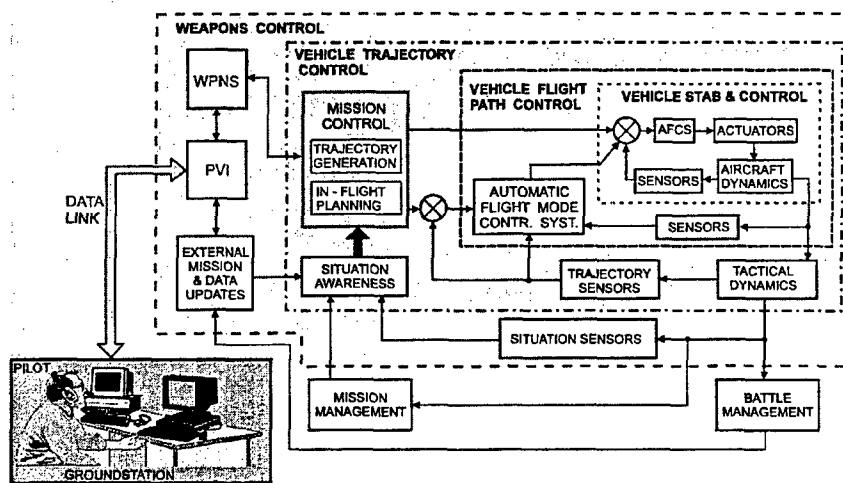 WEAPONS CONTROL
VEHICLE TRAJECTORY
CONTROL
VEHICLE FLIGHT
PATH CONTROL
VEHICLE STAB & CONTROL
WPNS
MISSION
CONTROL
TRAJECTORY
GENERATION
IN - FLIGHT
PLANNING
AFCS
ACTUATORS
SENSORS
AIRCRAFT
DYNAMICS
PVI
DATA
LINK
AUTOMATIC
FLIGHT MODE
CONTR. SYST.
SENSORS
EXTERNAL
MISSION
& DATA
UPDATES
SITUATION
AWARENESS
TRAJECTORY
SENSORS
TACTICAL
DYNAMICS
SITUATION SENSORS
PILOT
MISSION
MANAGEMENT
BATTLE
MANAGEMENT
GROUNDSTATION